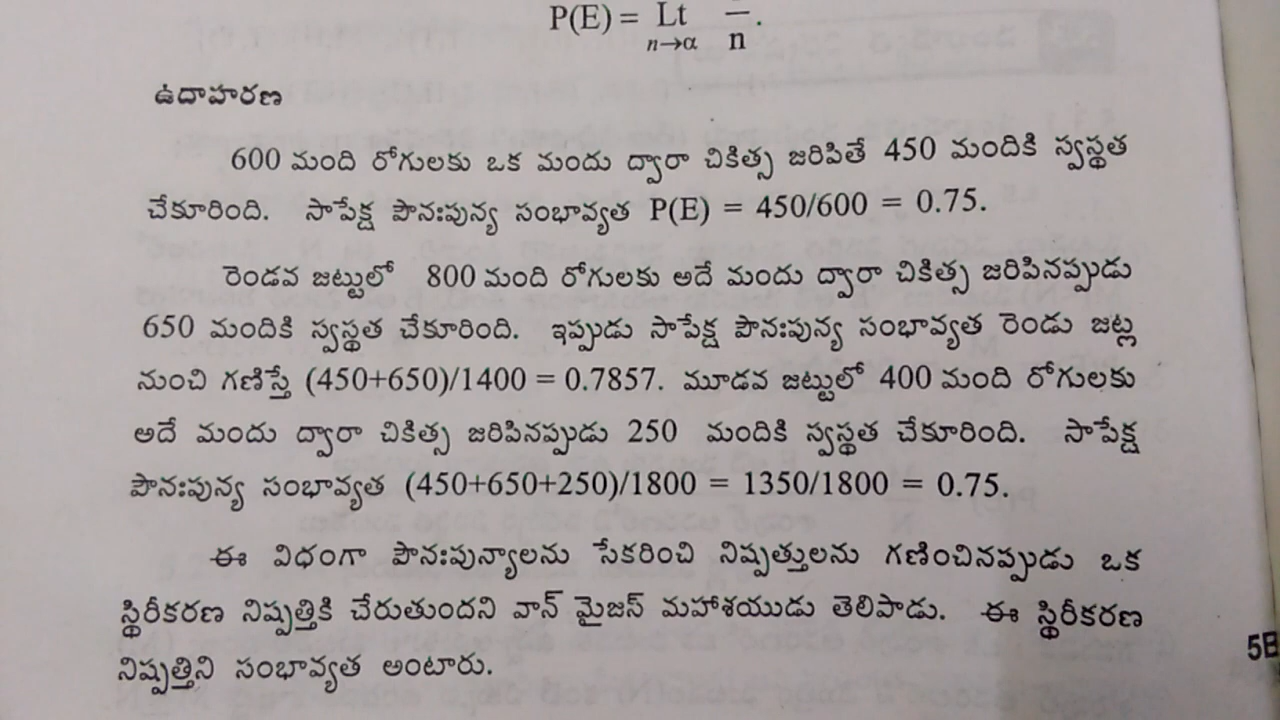 P(E) = Lt n→α — n .
ఉదాహరణ
600 మంది రోగులకు ఒక మందు ద్వారా చికిత్స జరిపితే 450 మందికి స్వస్థత
చేకూరింది. సాపేక్ష పౌనఃపున్య సంభావ్యత P(E) = 450/600 = 0.75.
రెండవ జట్టులో 800 మంది రోగులకు అదే మందు ద్వారా చికిత్స జరిపినప్పుడు
650 మందికి స్వస్థత చేకూరింది. ఇప్పుడు సాపేక్ష పౌనఃపున్య సంభావ్యత రెండు జట్ల
నుంచి గణిస్తే (450+650)/1400 = 0.7857. మూడవ జట్టులో 400 మంది రోగులకు
అదే మందు ద్వారా చికిత్స జరిపినప్పుడు 250 మందికి స్వస్థత చేకూరింది. సాపేక్ష
పౌనఃపున్య సంభావ్యత (450+650+250)/1800 = 1350/1800 = 0.75.
ఈ విధంగా పౌనఃపున్యాలను సేకరించి నిష్పత్తులను గణించినప్పుడు ఒక
స్థిరీకరణ నిష్పత్తికి చేరుతుందని వాన్ మైజస్ మహాశయుడు తెలిపాడు. ఈ స్థిరీకరణ
నిష్పత్తిని సంభావ్యత అంటారు.